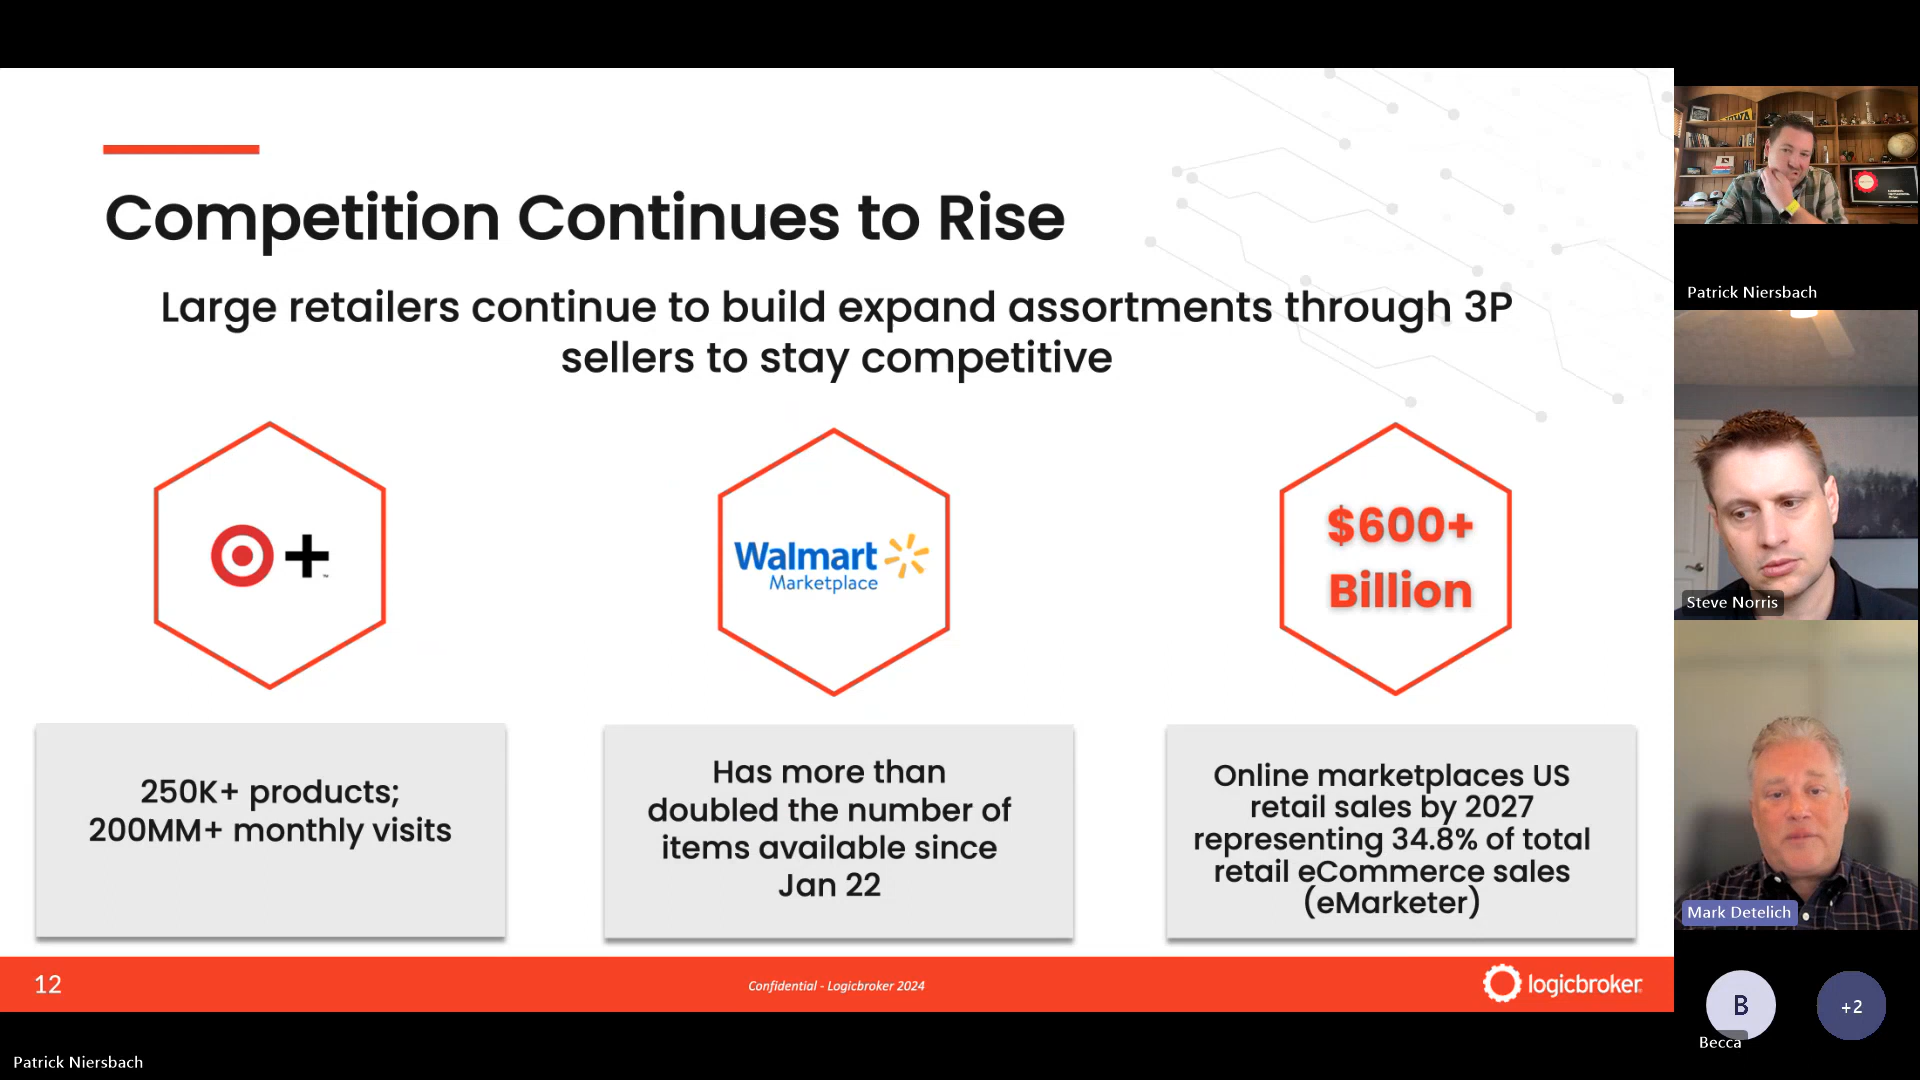 Competition Continues to Rise
Large retailers continue to build expand assortments through 3P
sellers to stay competitive
Walmart
Marketplace
$600+
Billion
250K+ products;
200MM+ monthly visits
Has more than
doubled the number of
items available since
Jan 22
Online marketplaces US
retail sales by 2027
representing 34.8% of total
retail eCommerce sales
(eMarketer)
12
Confidential - Logicbroker 2024
logicbroker
Patrick Niersbach
IOWA
Patrick Niersbach
Steve Norris
Mark Detelich
B
Becca
+2